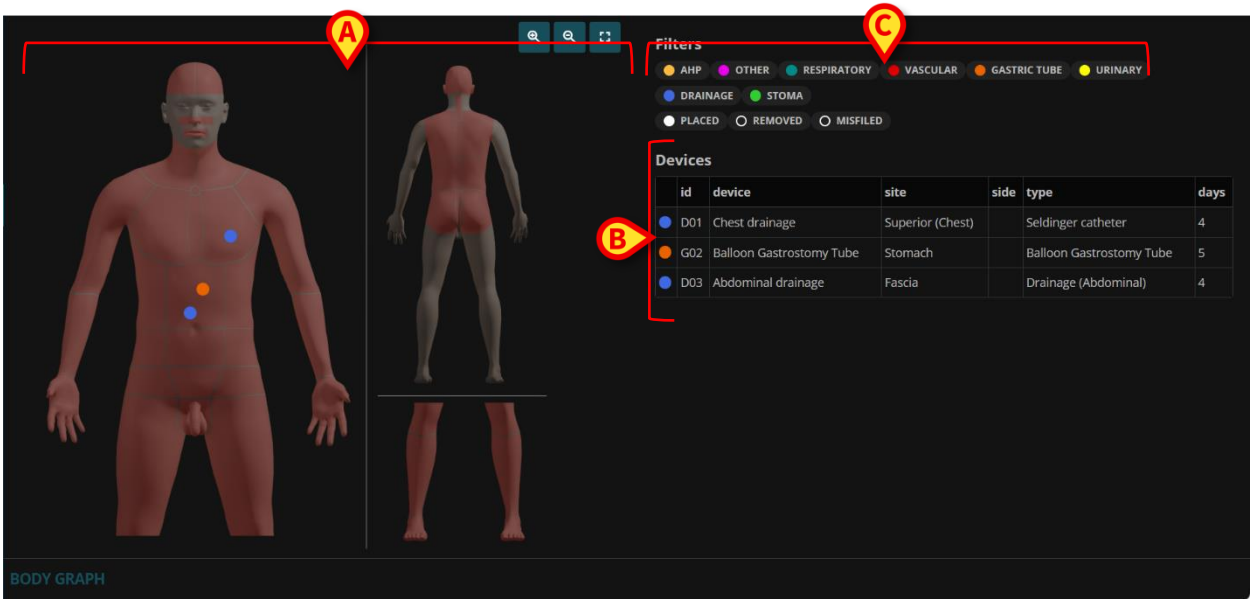 A
C
Filters
AHP OTHER RESPIRATORY VASCULAR GASTRIC TUBE URINARY
DRAINAGE STOMA
PLACED REMOVED MISFILED
B
Devices
id device site side type days
D01 Chest drainage Superior (Chest) Seldinger catheter 4
G02 Balloon Gastrostomy Tube Stomach Balloon Gastrostomy Tube 5
D03 Abdominal drainage Fascia Drainage (Abdominal) 4
BODY GRAPH